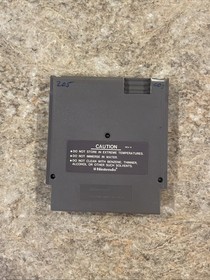 225
CAUTION
• DO NOT STORE IN EXTREME TEMPERATURES.
• DO NOT IMMERSE IN WATER.
• DO NOT CLEAN WITH BENZENE, THINNER,
ALCOHOL OR OTHER SUCH SOLVENTS.
Nintendo